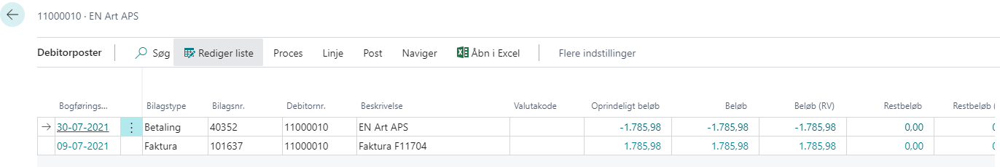 11000010 · EN Art APS
Debitorposter Søg Rediger liste Proces Linje Post Naviger Åbn i Excel Flere indstillinger
Bogførings... Bilagstype Bilagsnr. Debitornr. Beskrivelse Valutakode Oprindeligt beløb Beløb Beløb (RV) Restbeløb Restbeløb (
30-07-2021 Betaling 40352 11000010 EN Art APS -1.785,98 -1.785,98 -1.785,98 0,00
09-07-2021 Faktura 101637 11000010 Faktura F11704 1.785,98 1.785,98 1.785,98 0,00